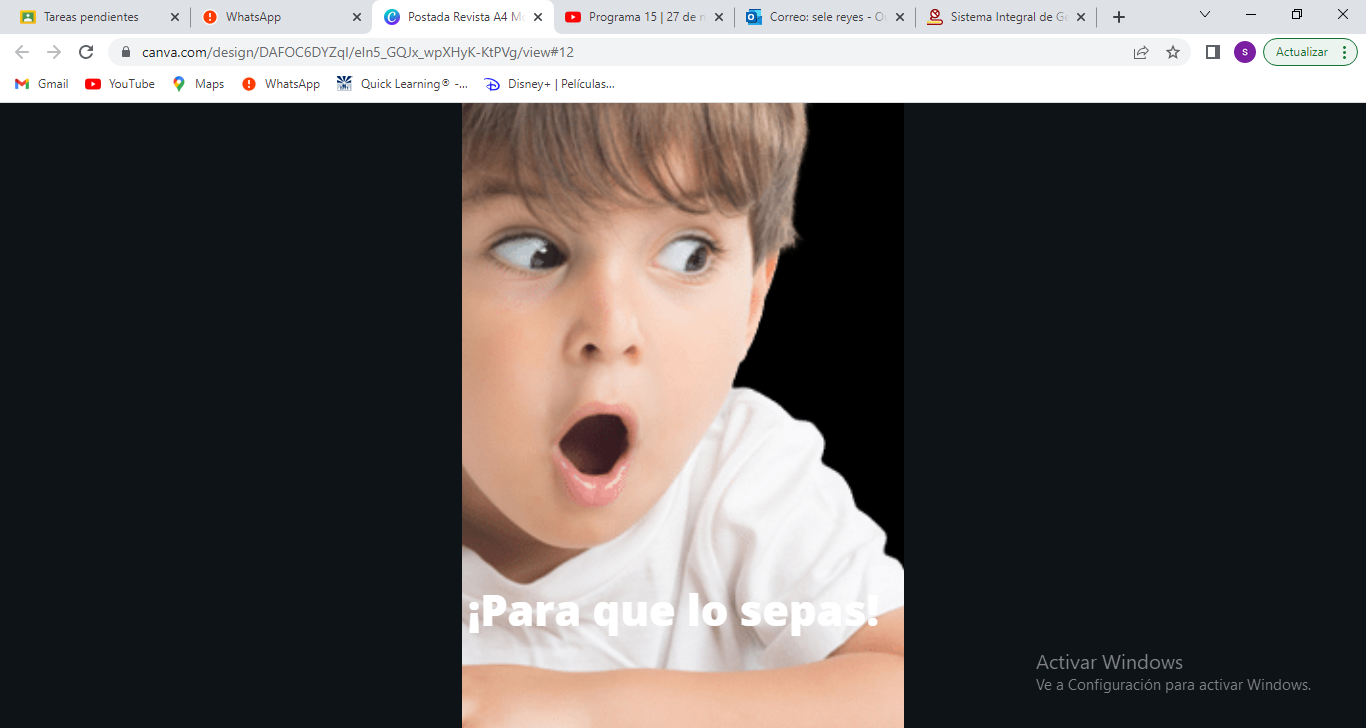 Tareas pendientes
WhatsApp
Postada Revista A4 M
Programa 15 | 27 de
Correo: sele reyes - O
Sistema Integral de G
canva.com/design/DAFOC6DYZqI/eIn5_GQJx_wpXHyK-KtPVg/view#12
s
Actualizar
Gmail
YouTube
Maps
WhatsApp
Quick Learning® -...
Disney+ | Películas...
¡Para que lo sepas!
Activar Windows
Ve a Configuración para activar Windows.